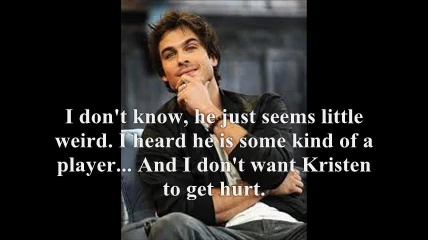 I don't know, he just seems little
weird. I heard he is some kind of a
player... And I don't want Kristen
to get hurt.